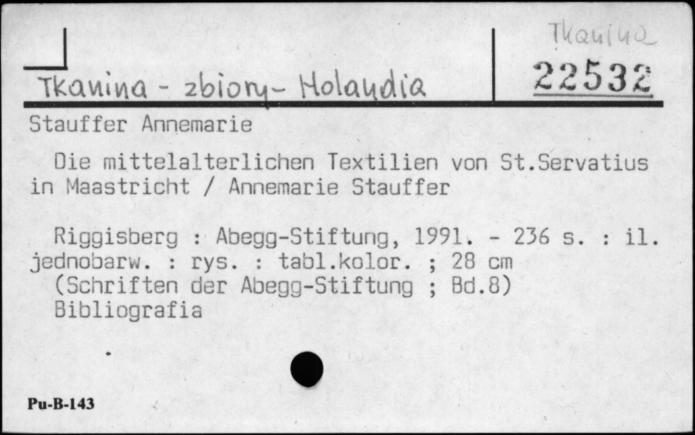 Tkanina
Tkanina - zbiory - Holandia
22532
Stauffer Annemarie
Die mittelalterlichen Textilien von St.Servatius
in Maastricht / Annemarie Stauffer
Riggisberg : Abegg-Stiftung, 1991. - 236 s. : il.
jednobarw. : rys. : tabl.kolor. ; 28 cm
(Schriften der Abegg-Stiftung ; Bd.8)
Bibliografia
Pu-B-143